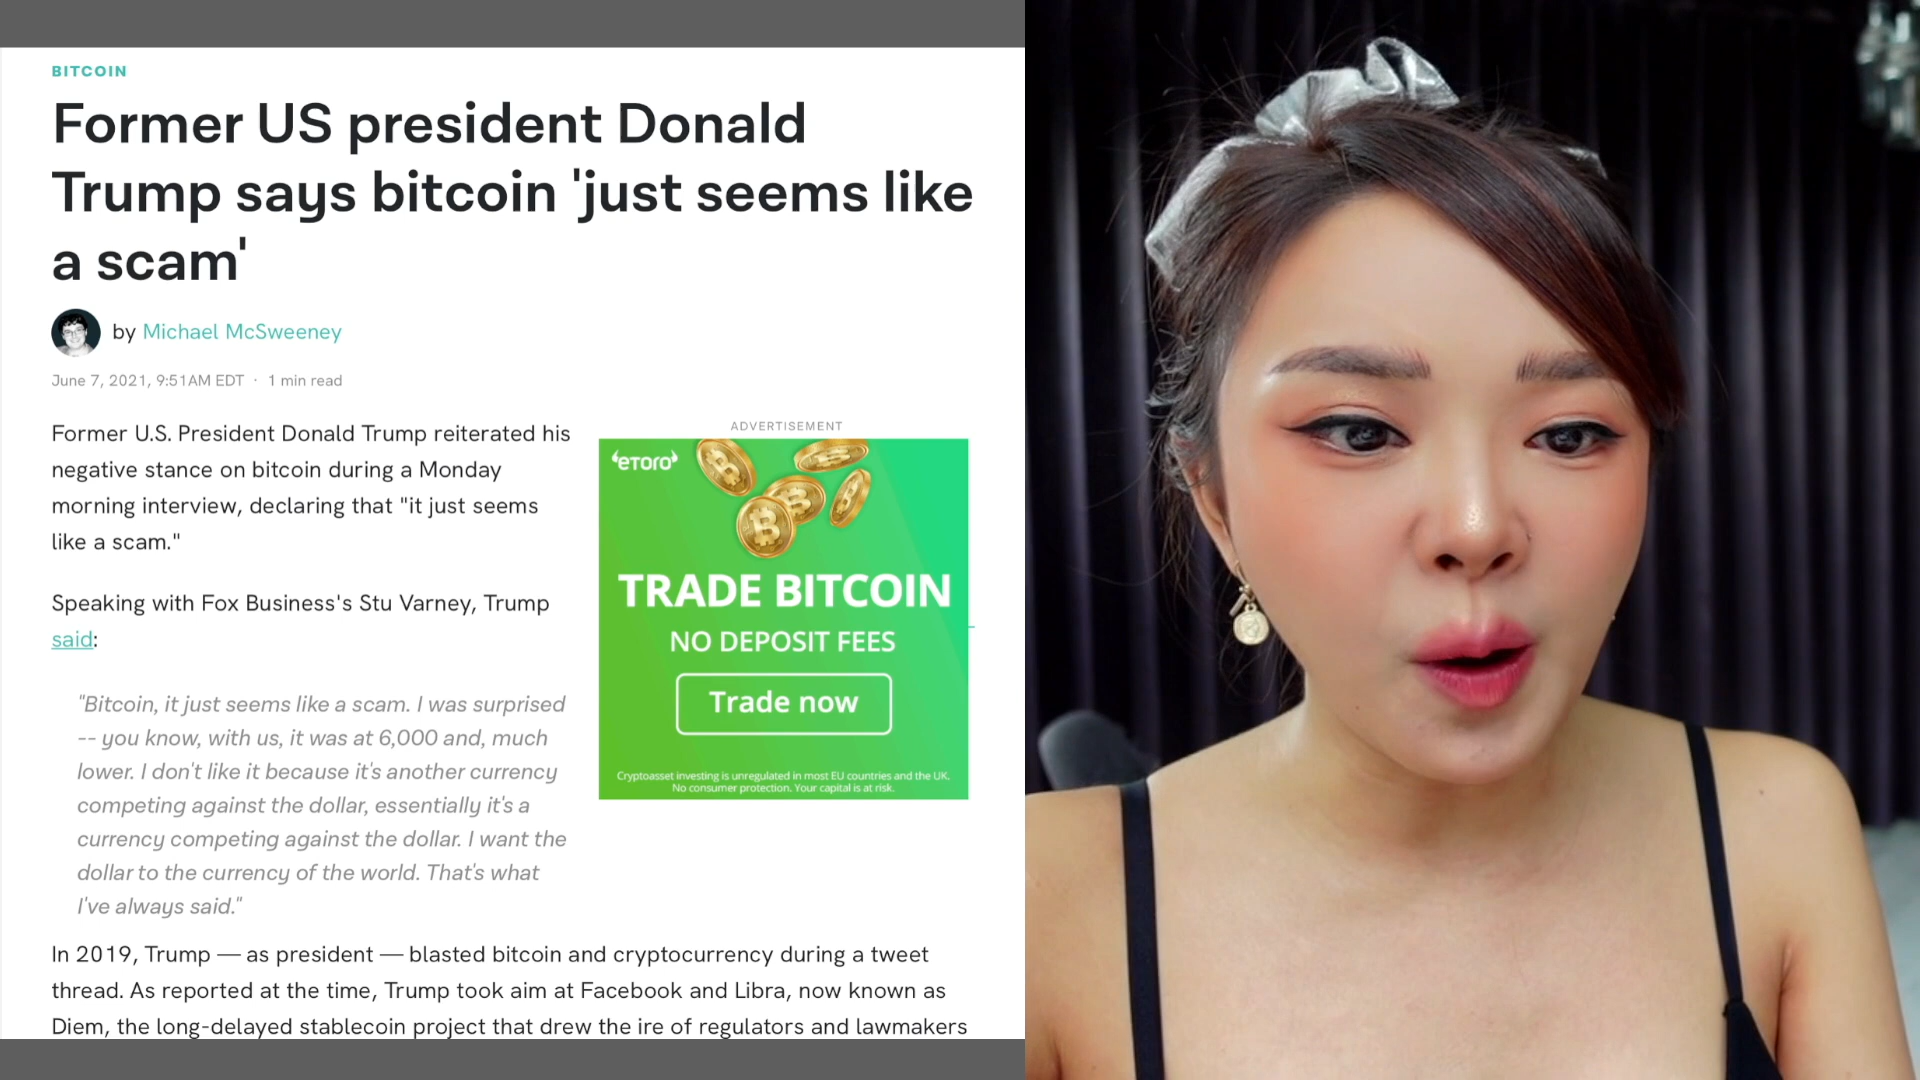 BITCOIN
Former US president Donald
Trump says bitcoin 'just seems like
a scam'
by Michael McSweeney
June 7, 2021, 9:51AM EDT · 1 min read
Former U.S. President Donald Trump reiterated his
negative stance on bitcoin during a Monday
morning interview, declaring that "it just seems
like a scam."
Speaking with Fox Business's Stu Varney, Trump
said:
"Bitcoin, it just seems like a scam. I was surprised
-- you know, with us, it was at 6,000 and, much
lower. I don't like it because it's another currency
competing against the dollar, essentially it's a
currency competing against the dollar. I want the
dollar to the currency of the world. That's what
I've always said."
ADVERTISEMENT
'eToro'
TRADE BITCOIN
NO DEPOSIT FEES
Trade now
Cryptoasset investing is unregulated in most EU countries and the UK.
No consumer protection. Your capital is at risk.
In 2019, Trump — as president — blasted bitcoin and cryptocurrency during a tweet
thread. As reported at the time, Trump took aim at Facebook and Libra, now known as
Diem, the long-delayed stablecoin project that drew the ire of regulators and lawmakers